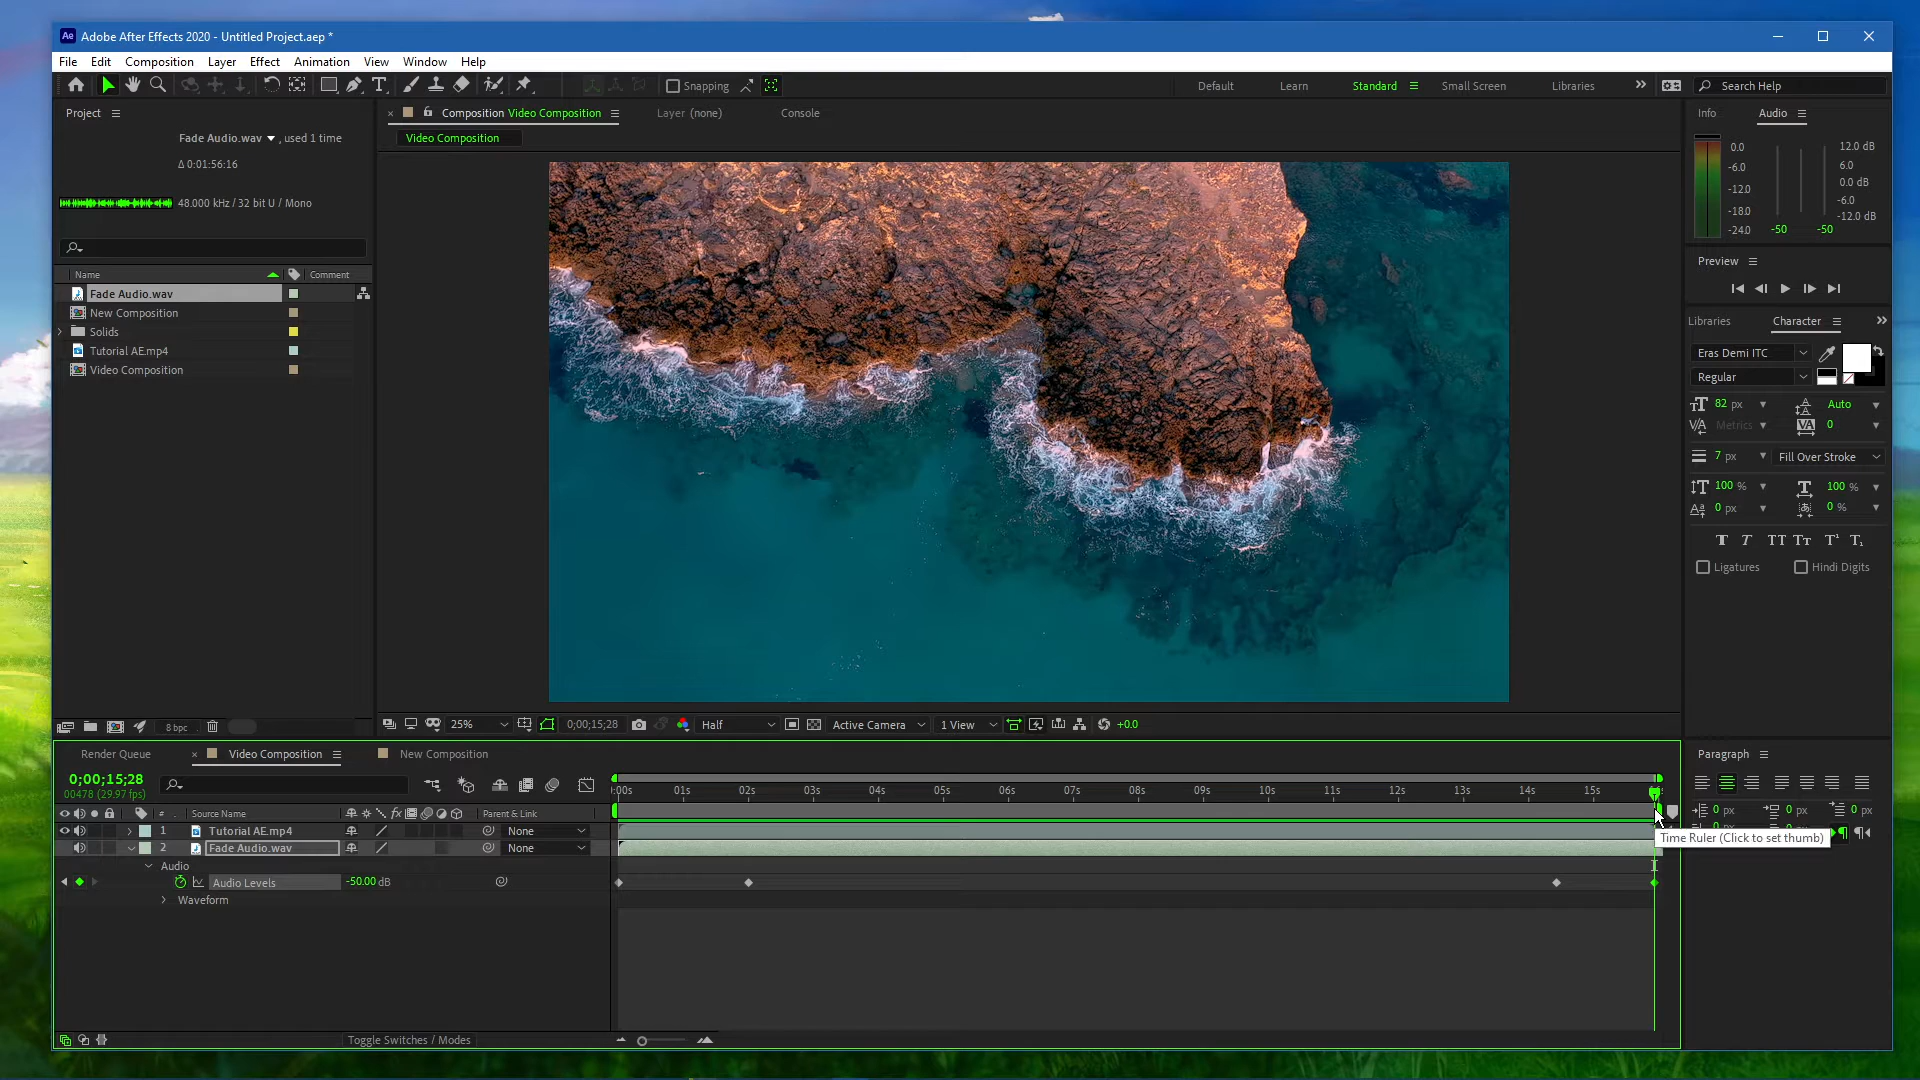 Ae Adobe After Effects 2020 - Untitled Project.aep *
File Edit Composition Layer Effect Animation View Window Help
Snapping
Default Learn Standard Small Screen Libraries
Search Help
Project
Fade Audio.wav , used 1 time
Δ 0:01:56:16
48.000 kHz / 32 bit U / Mono
Name Comment
Fade Audio.wav
New Composition
Solids
Tutorial AE.mp4
Video Composition
8 bpc
Composition Video Composition
Layer (none)
Console
Video Composition
25%
0;00;15;28
Half
Active Camera
1 View
+0.0
Info Audio
0.0
-6.0
-12.0
-18.0
-24.0
12.0 dB
6.0
0.0 dB
-6.0
-12.0 dB
-50 -50
Preview
Libraries Character
Eras Demi ITC
Regular
82 px Auto
Metrics 0
7 px Fill Over Stroke
100 % 100 %
0 px 0 %
T T TT Tt T¹ T₁
Ligatures Hindi Digits
Render Queue Video Composition New Composition
0;00;15;28
00478 (29.97 fps)
:00s 01s 02s 03s 04s 05s 06s 07s 08s 09s 10s 11s 12s 13s 14s 15s
# . Source Name Parent & Link
1 Tutorial AE.mp4 None
2 Fade Audio.wav None
Audio
Audio Levels -50.00 dB
Waveform
Toggle Switches / Modes
Paragraph
0 px 0 px 0 px
Time Ruler (Click to set thumb)